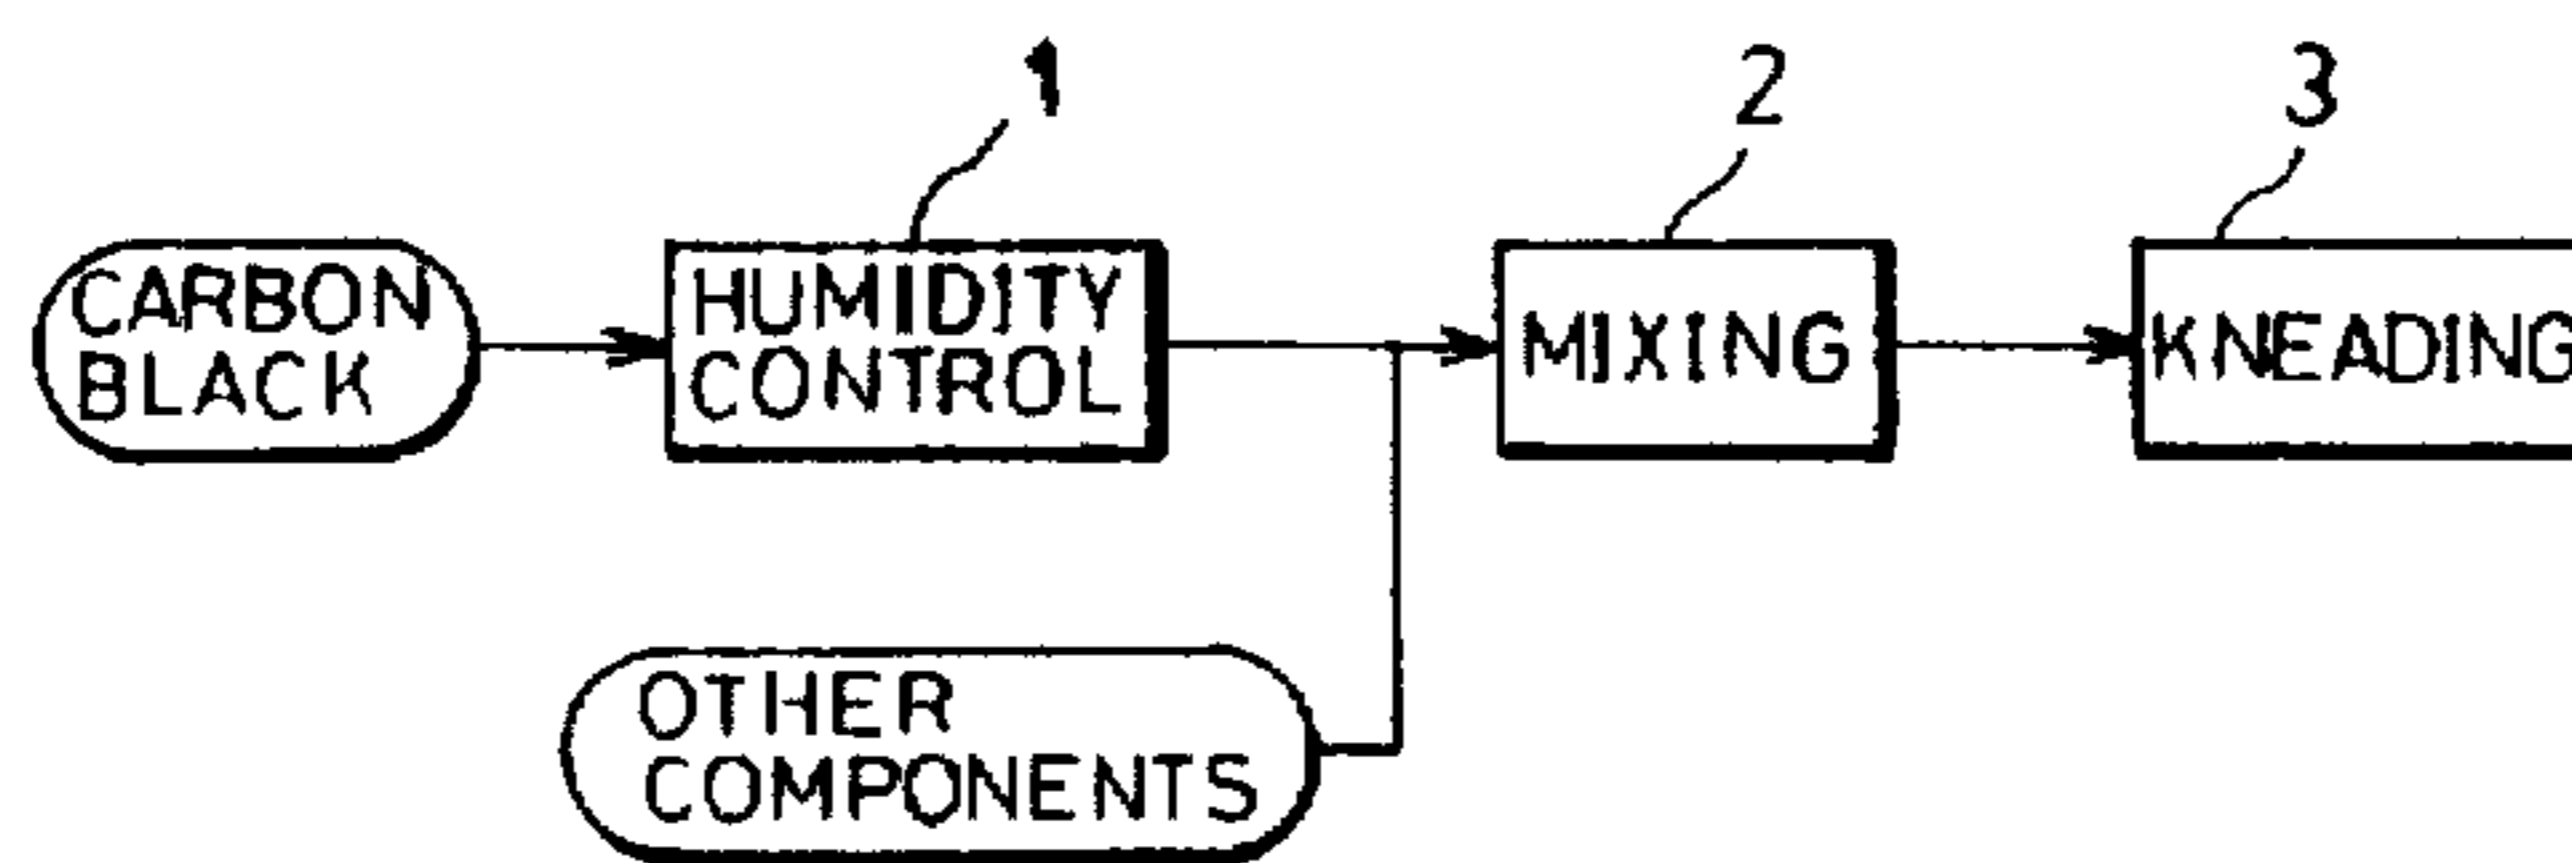 1
2
3
CARBON
BLACK
HUMIDITY
CONTROL
MIXING
KNEADING
OTHER
COMPONENTS